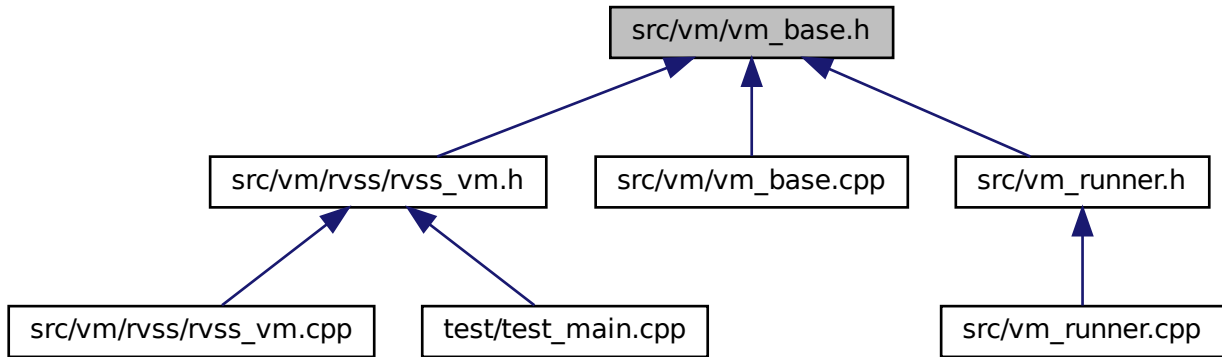 src/vm/vm_base.h
src/vm/rvss/rvss_vm.h
src/vm/vm_base.cpp
src/vm_runner.h
src/vm/rvss/rvss_vm.cpp
test/test_main.cpp
src/vm_runner.cpp